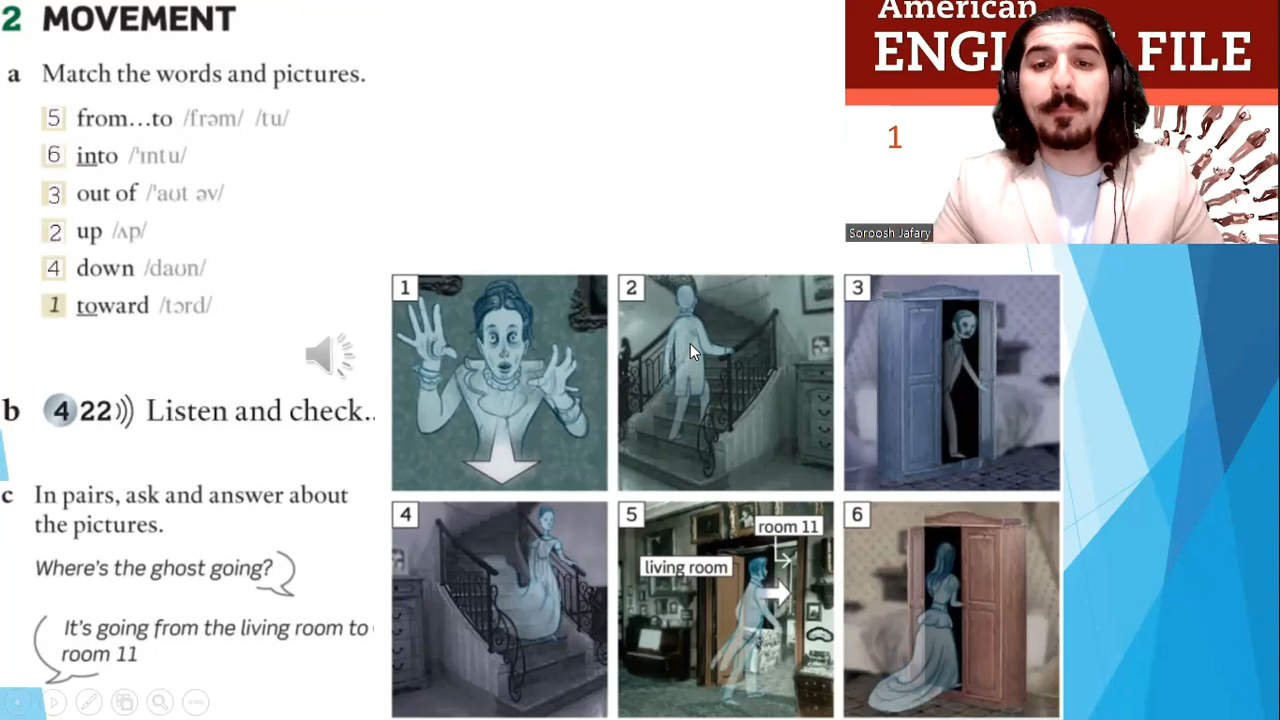 2 MOVEMENT
a Match the words and pictures.
5 from...to /frəm/ /tu/
6 into /ˈɪntu/
3 out of /ˈaʊt əv/
2 up /ʌp/
4 down /daʊn/
1 toward /tɔrd/
b 4 22 Listen and check.
c In pairs, ask and answer about
the pictures.
Where's the ghost going?
It's going from the living room to
room 11
American
ENGL FILE
1
Soroosh Jafary
1
2
3
4
5
room 11
living room
6